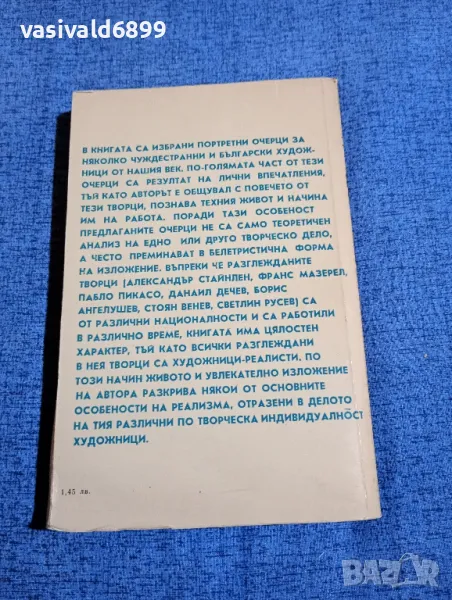 vasivald6899
В КНИГАТА СА ИЗБРАНИ ПОРТРЕТНИ ОЧЕРЦИ ЗА
НЯКОЛКО ЧУЖДЕСТРАННИ И БЪЛГАРСКИ ХУДОЖ-
НИЦИ ОТ НАШИЯ ВЕК. ПО-ГОЛЯМАТА ЧАСТ ОТ ТЕЗИ
ОЧЕРЦИ СА РЕЗУЛТАТ НА ЛИЧНИ ВПЕЧАТЛЕНИЯ,
ТЪЙ КАТО АВТОРЪТ Е ОБЩУВАЛ С ПОВЕЧЕТО ОТ
ТЕЗИ ТВОРЦИ, ПОЗНАВА ТЕХНИЯ ЖИВОТ И НАЧИНА
ИМ НА РАБОТА. ПОРАДИ ТАЗИ ОСОБЕНОСТ
ПРЕДЛАГАНИТЕ ОЧЕРЦИ НЕ СА САМО ТЕОРЕТИЧЕН
АНАЛИЗ НА ЕДНО ИЛИ ДРУГО ТВОРЧЕСКО ДЕЛО,
А ЧЕСТО ПРЕМИНАВАТ В БЕЛЕТРИСТИЧНА ФОРМА
НА ИЗЛОЖЕНИЕ. ВЪПРЕКИ ЧЕ РАЗГЛЕЖДАНИТЕ
ТВОРЦИ (АЛЕКСАНДЪР СТАЙНЛЕН, ФРАНС МАЗЕРЕЛ,
ПАБЛО ПИКАСО, ДАНАИЛ ДЕЧЕВ, БОРИС
АНГЕЛУШЕВ, СТОЯН ВЕНЕВ, СВЕТЛИН РУСЕВ) СА
ОТ РАЗЛИЧНИ НАЦИОНАЛНОСТИ И СА РАБОТИЛИ
В РАЗЛИЧНО ВРЕМЕ, КНИГАТА ИМА ЦЯЛОСТЕН
ХАРАКТЕР, ТЪЙ КАТО ВСИЧКИ РАЗГЛЕДАНИ
В НЕЯ ТВОРЦИ СА ХУДОЖНИЦИ-РЕАЛИСТИ. ПО
ТОЗИ НАЧИН ЖИВОТО И УВЛЕКАТЕЛНО ИЗЛОЖЕНИЕ
НА АВТОРА РАЗКРИВА НЯКОИ ОТ ОСНОВНИТЕ
ОСОБЕНОСТИ НА РЕАЛИЗМА, ОТРАЗЕНИ В ДЕЛОТО
НА ТИЯ РАЗЛИЧНИ ПО ТВОРЧЕСКА ИНДИВИДУАЛНОСТ
ХУДОЖНИЦИ.
1,45 лв.
BAZAR